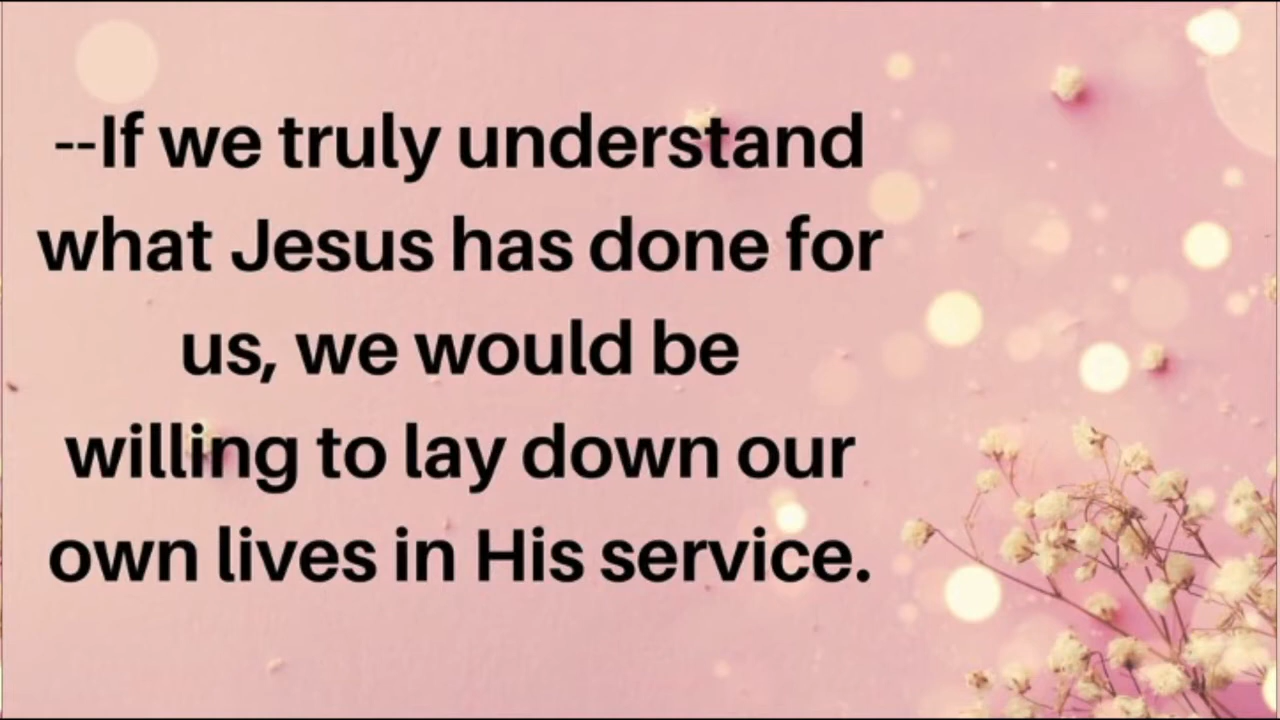 --If we truly understand
what Jesus has done for
us, we would be
willing to lay down our
own lives in His service.